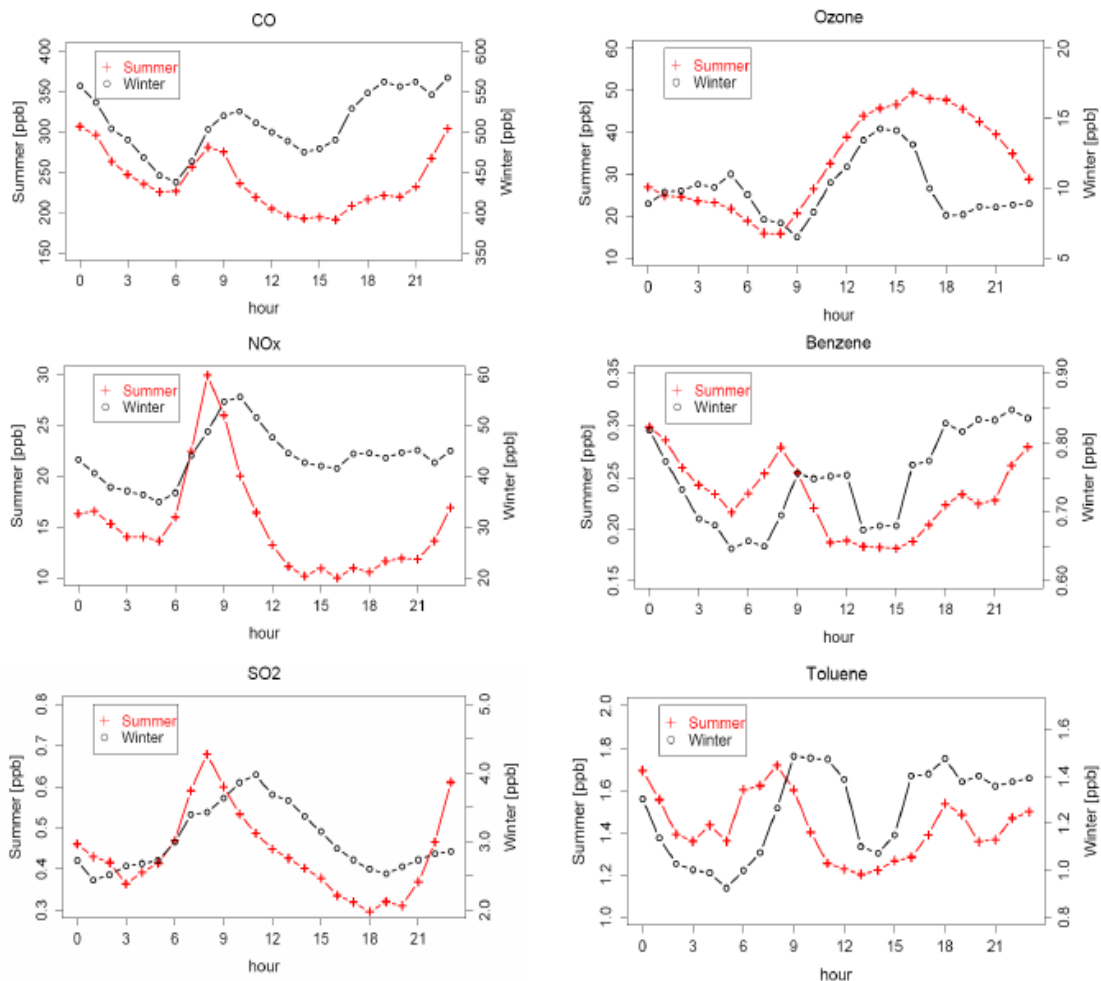 CO
Summer
Winter
Summer [ppb]
150 200 250 300 350 400
Winter [ppb]
350 400 450 500 550 600
0 3 6 9 12 15 18 21
hour
Ozone
Summer
Winter
Summer [ppb]
10 20 30 40 50 60
Winter [ppb]
5 10 15 20
0 3 6 9 12 15 18 21
hour
NOx
Summer
Winter
Summer [ppb]
10 15 20 25 30
Winter [ppb]
20 30 40 50 60
0 3 6 9 12 15 18 21
hour
Benzene
Summer
Winter
Summer [ppb]
0.15 0.20 0.25 0.30 0.35
Winter [ppb]
0.60 0.70 0.80 0.90
0 3 6 9 12 15 18 21
hour
SO2
Summer
Winter
Summer [ppb]
0.3 0.4 0.5 0.6 0.7 0.8
Winter [ppb]
2.0 3.0 4.0 5.0
0 3 6 9 12 15 18 21
hour
Toluene
Summer
Winter
Summer [ppb]
1.0 1.2 1.4 1.6 1.8 2.0
Winter [ppb]
0.8 1.0 1.2 1.4 1.6
0 3 6 9 12 15 18 21
hour